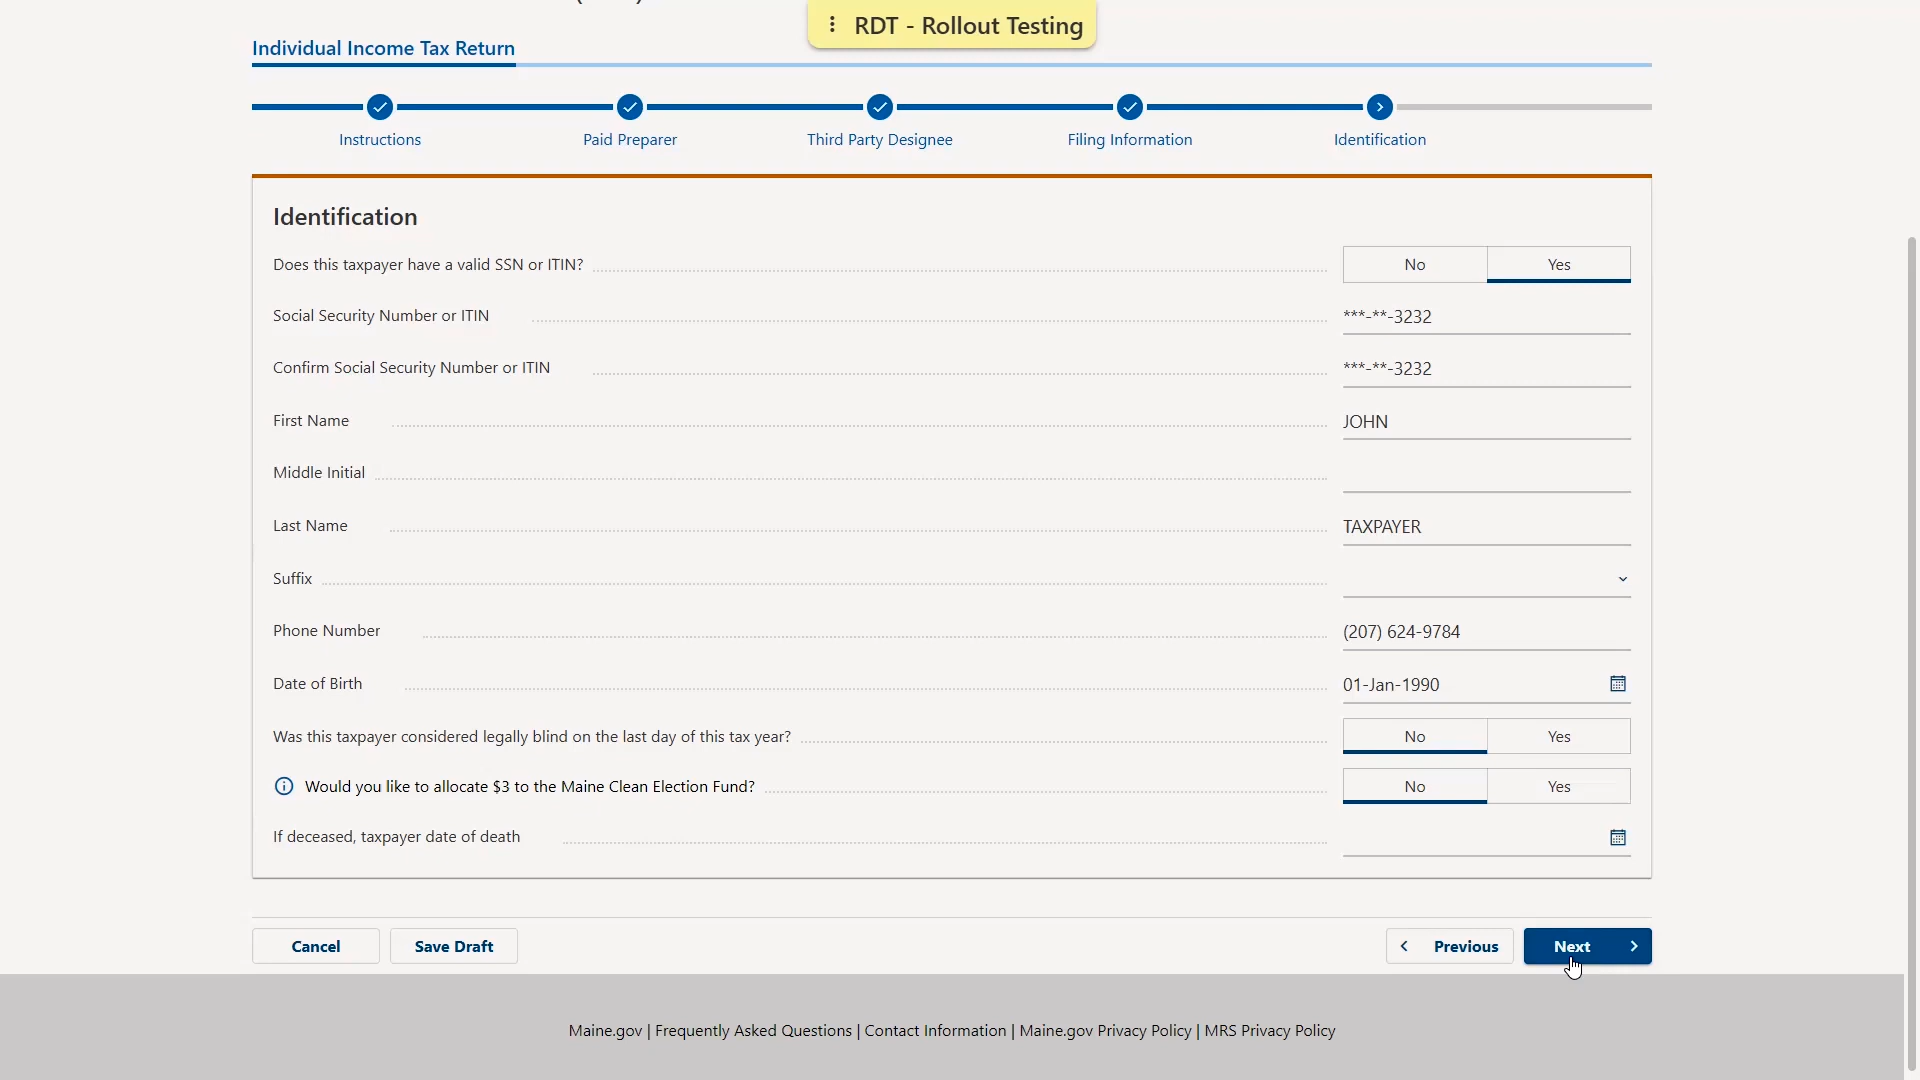 RDT - Rollout Testing
Individual Income Tax Return
Instructions
Paid Preparer
Third Party Designee
Filing Information
Identification
Identification
Does this taxpayer have a valid SSN or ITIN? No Yes
Social Security Number or ITIN ***-**-3232
Confirm Social Security Number or ITIN ***-**-3232
First Name JOHN
Middle Initial
Last Name TAXPAYER
Suffix
Phone Number (207) 624-9784
Date of Birth 01-Jan-1990
Was this taxpayer considered legally blind on the last day of this tax year? No Yes
Would you like to allocate $3 to the Maine Clean Election Fund? No Yes
If deceased, taxpayer date of death
Cancel Save Draft Previous Next
Maine.gov | Frequently Asked Questions | Contact Information | Maine.gov Privacy Policy | MRS Privacy Policy